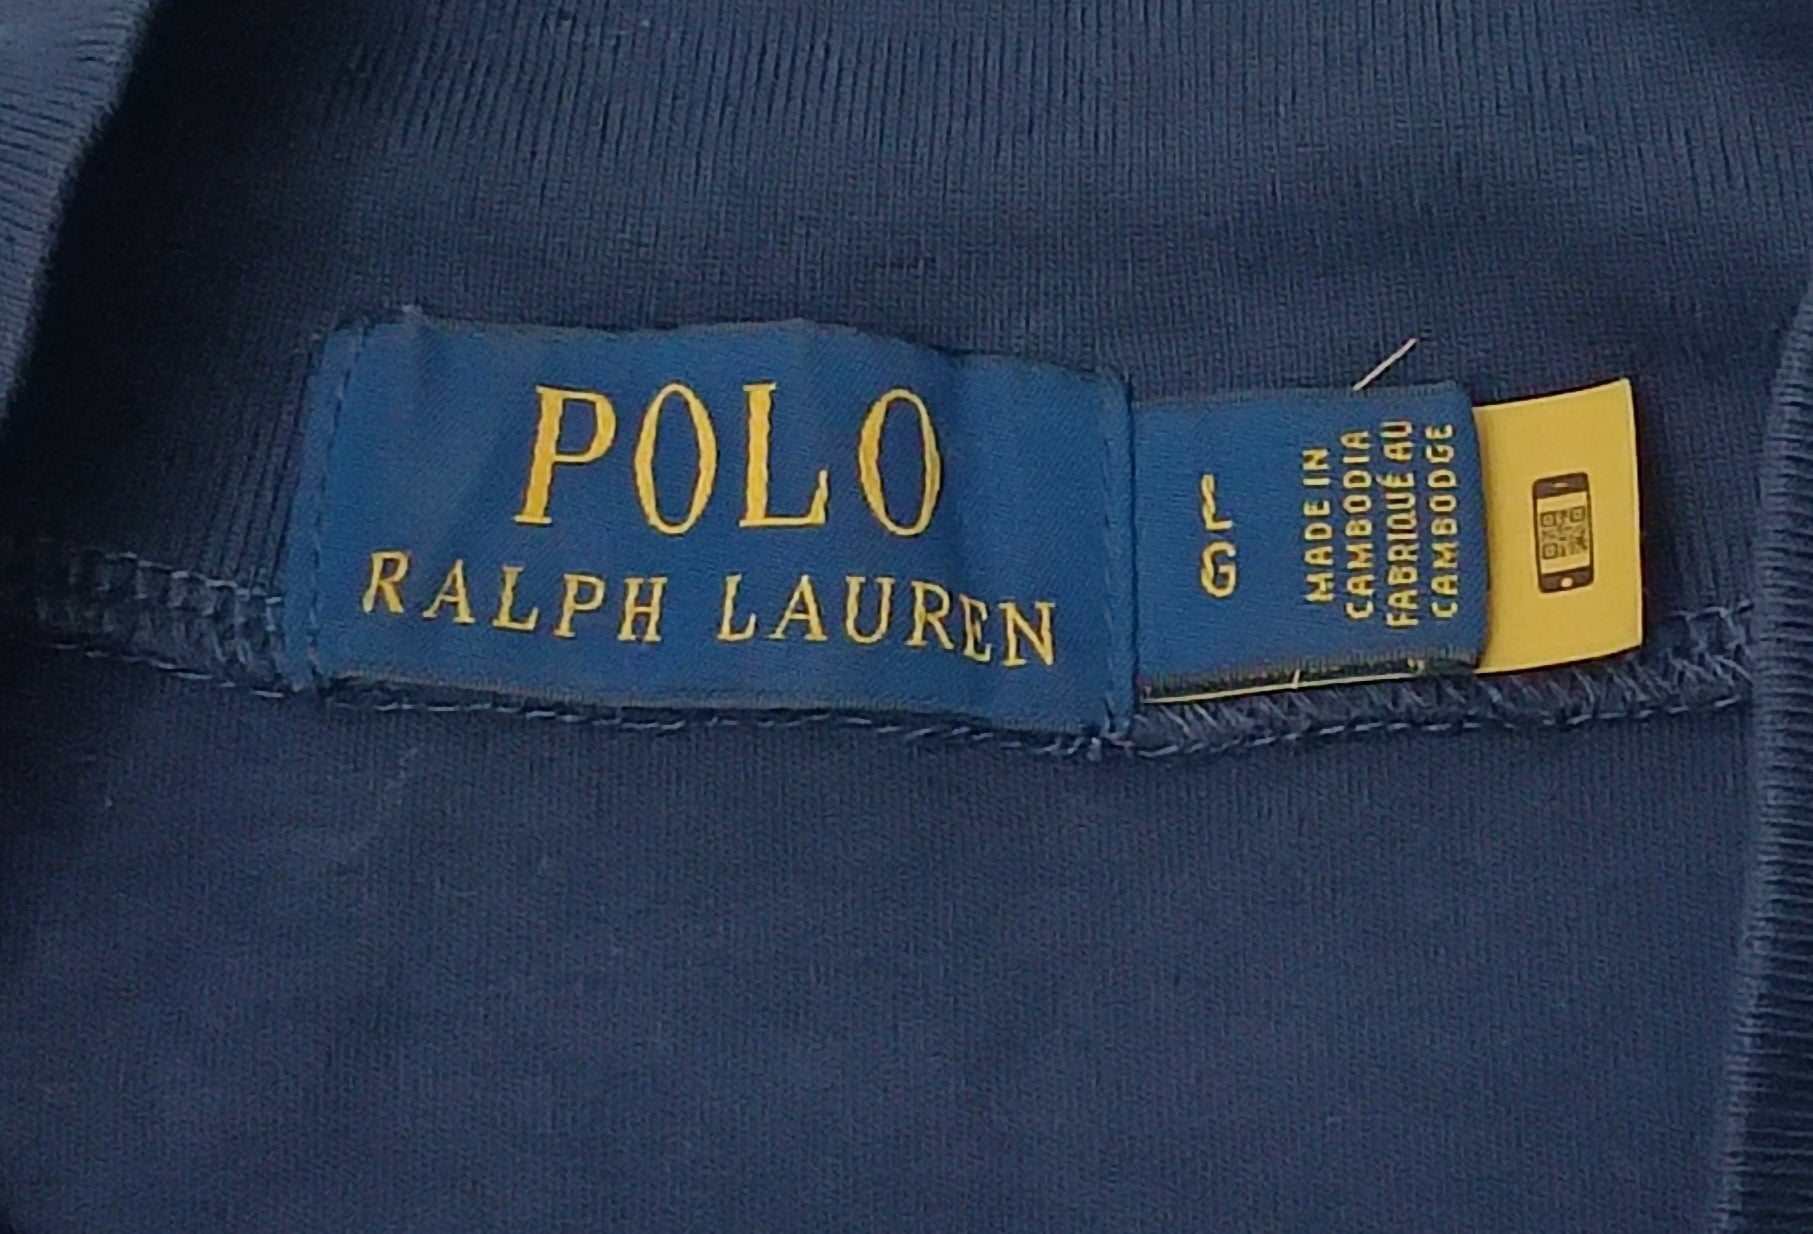 POLO
RALPH LAUREN
L
G
MADE IN
CAMBODIA
FABRIQUÉ AU
CAMBODGE